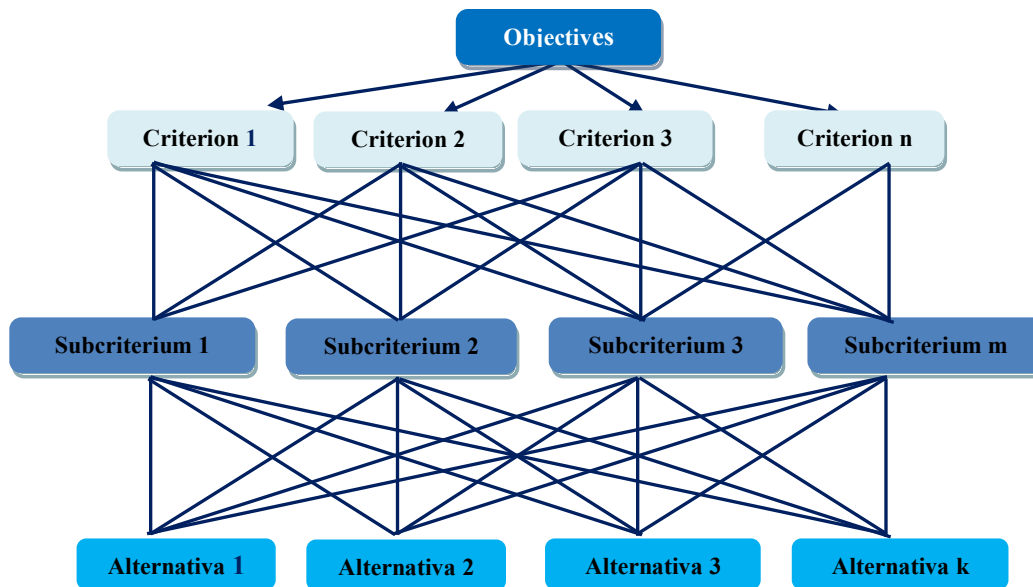 Objectives
Criterion 1
Criterion 2
Criterion 3
Criterion n
Subcriterium 1
Subcriterium 2
Subcriterium 3
Subcriterium m
Alternativa 1
Alternativa 2
Alternativa 3
Alternativa k